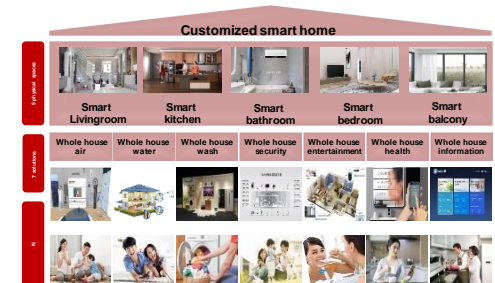 Customized smart home
5 physical spaces
Smart
Livingroom
Smart
kitchen
Smart
bathroom
Smart
bedroom
Smart
balcony
7 solutions
Whole house
air
Whole house
water
Whole house
wash
Whole house
security
Whole house
entertainment
Whole house
health
Whole house
information
N